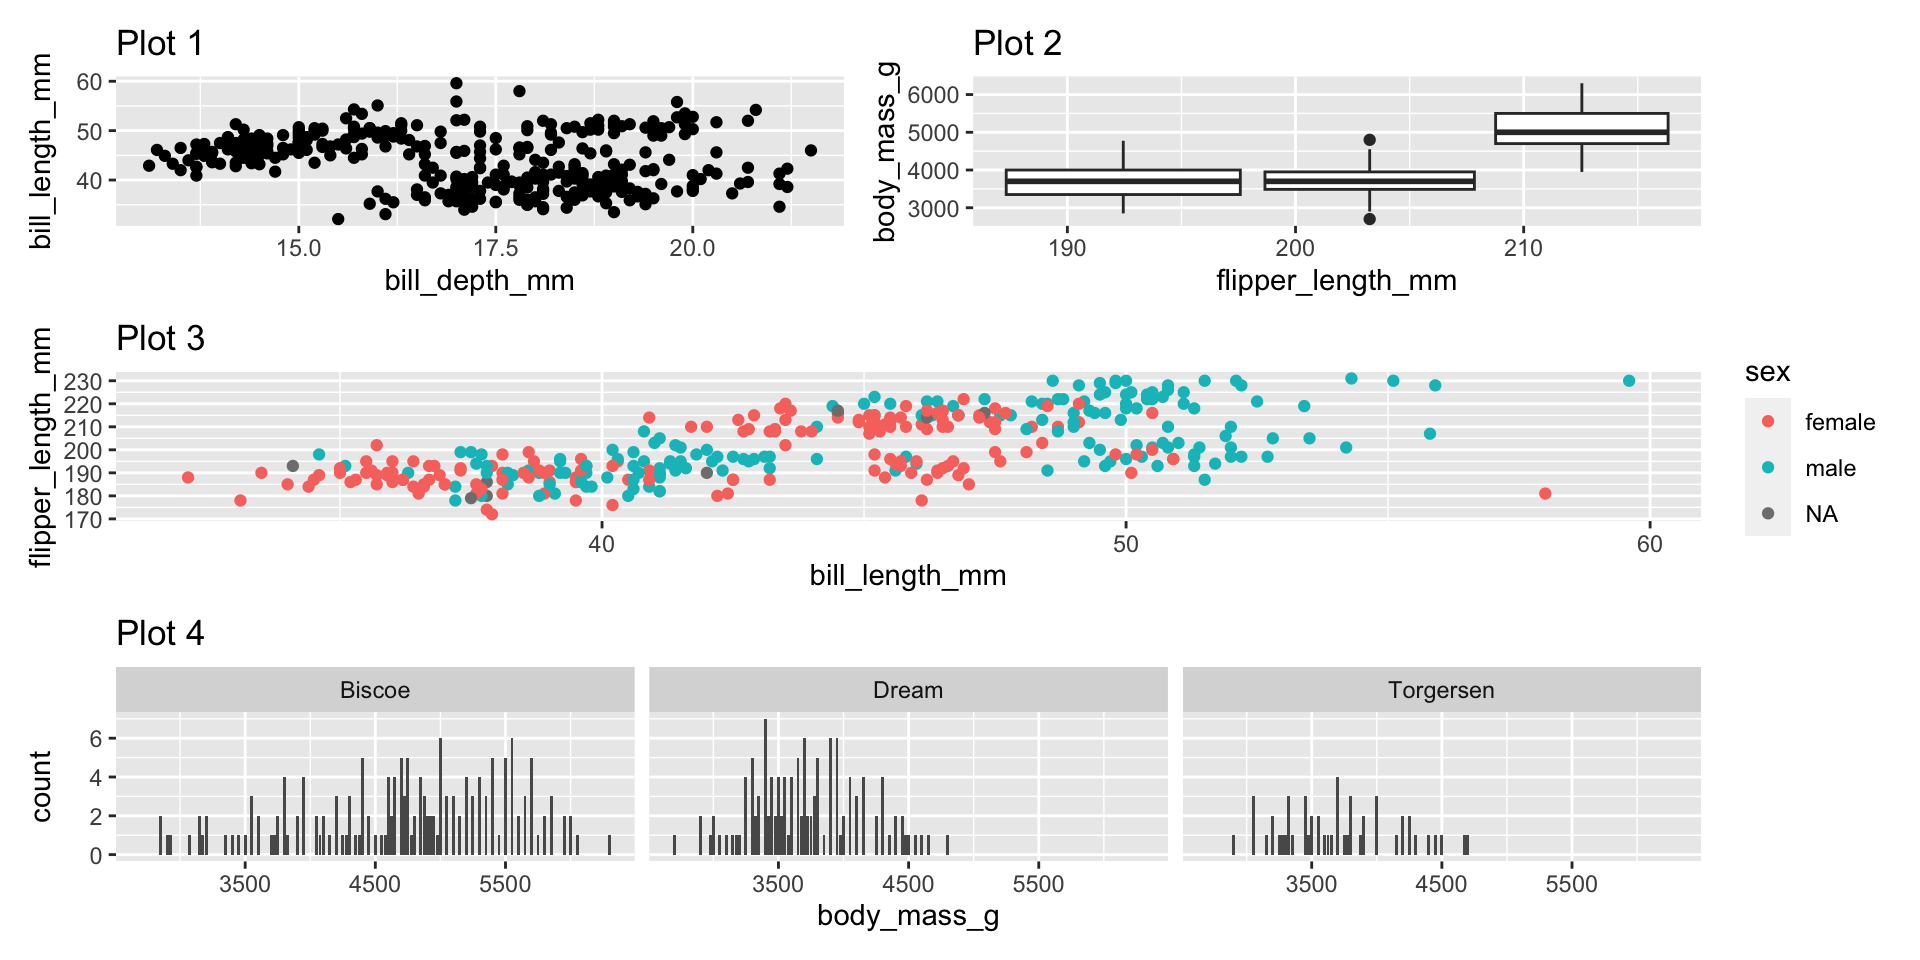 Plot 1
bill_length_mm
60
50
40
15.0 17.5 20.0
bill_depth_mm
Plot 2
body_mass_g
6000
5000
4000
3000
190 200 210
flipper_length_mm
Plot 3
flipper_length_mm
230
220
210
200
190
180
170
40 50 60
bill_length_mm
sex
female
male
NA
Plot 4
Biscoe Dream Torgersen
count
6
4
2
0
3500 4500 5500 3500 4500 5500 3500 4500 5500
body_mass_g